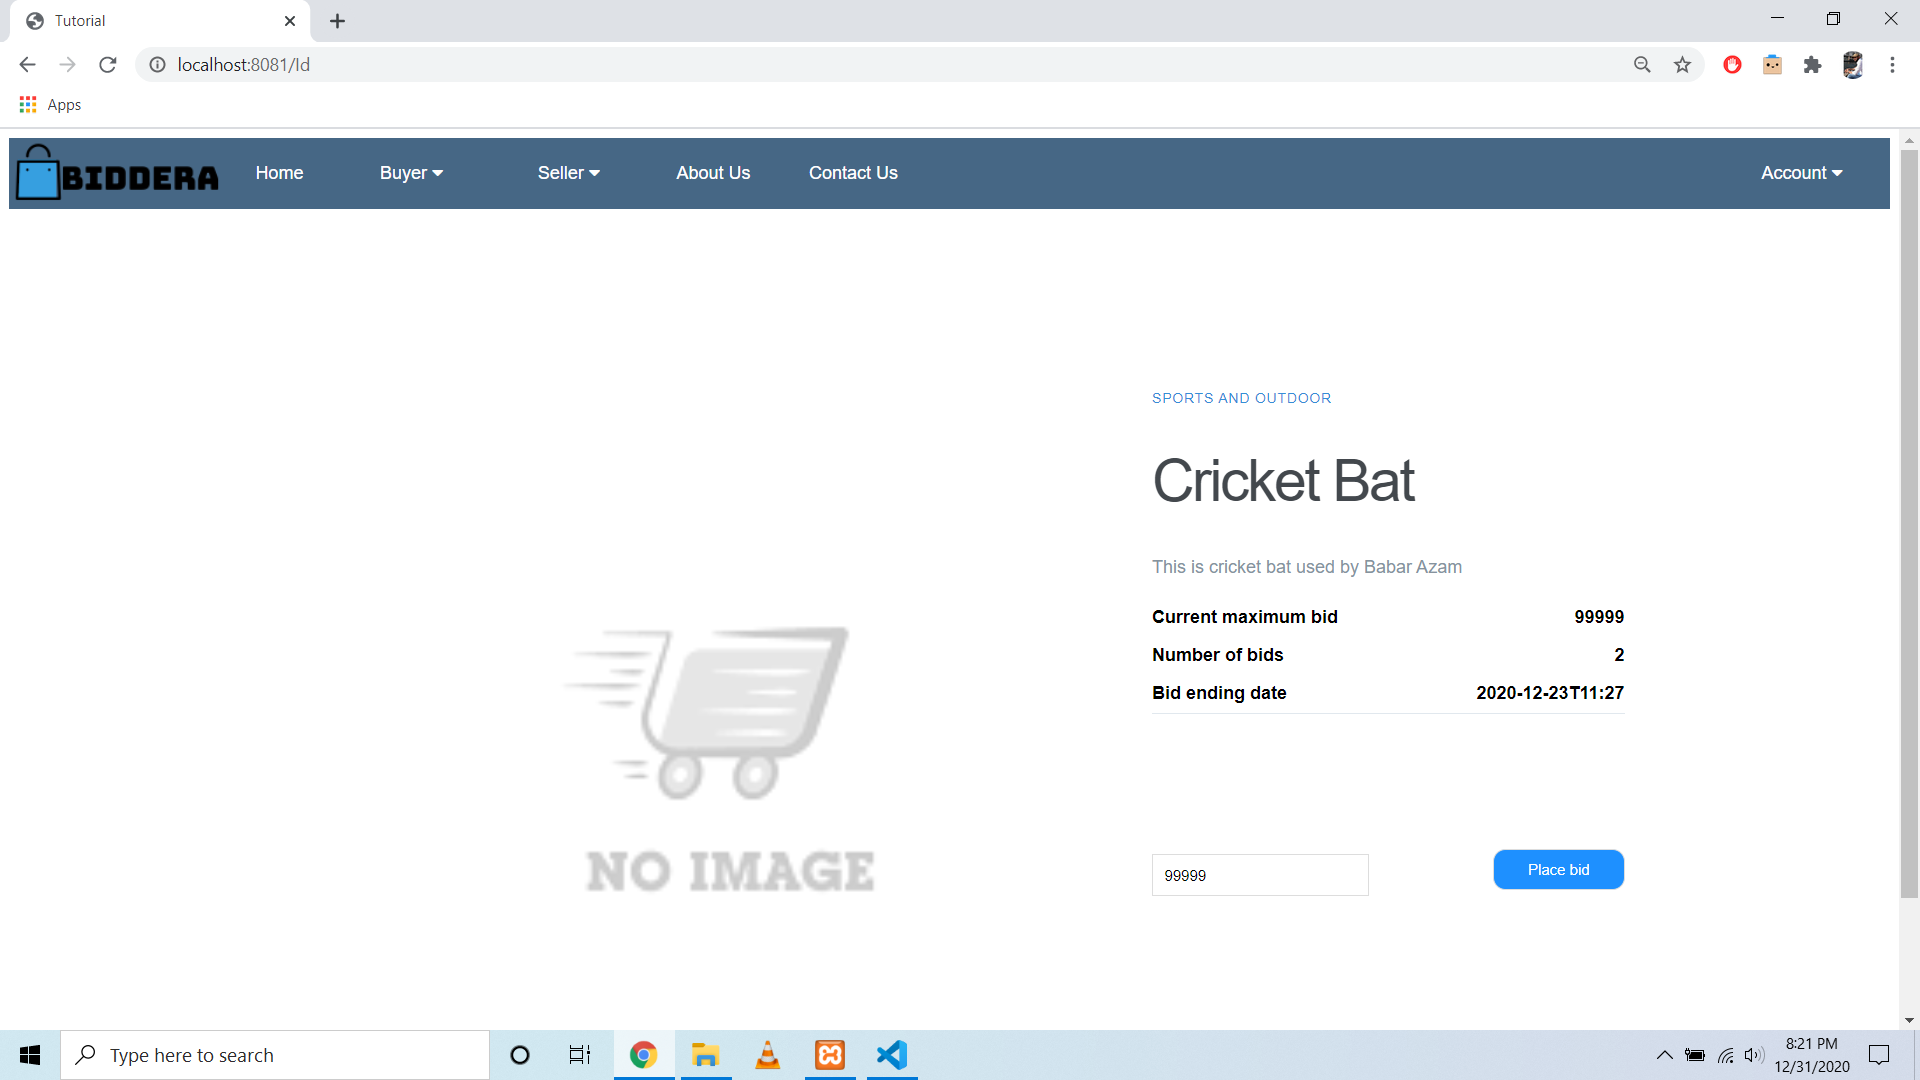 Tutorial
localhost:8081/Id
Apps
BIDDERA Home Buyer Seller About Us Contact Us Account
SPORTS AND OUTDOOR
Cricket Bat
This is cricket bat used by Babar Azam
Current maximum bid 99999
Number of bids 2
Bid ending date 2020-12-23T11:27
NO IMAGE
99999 Place bid
Type here to search
8:21 PM
12/31/2020